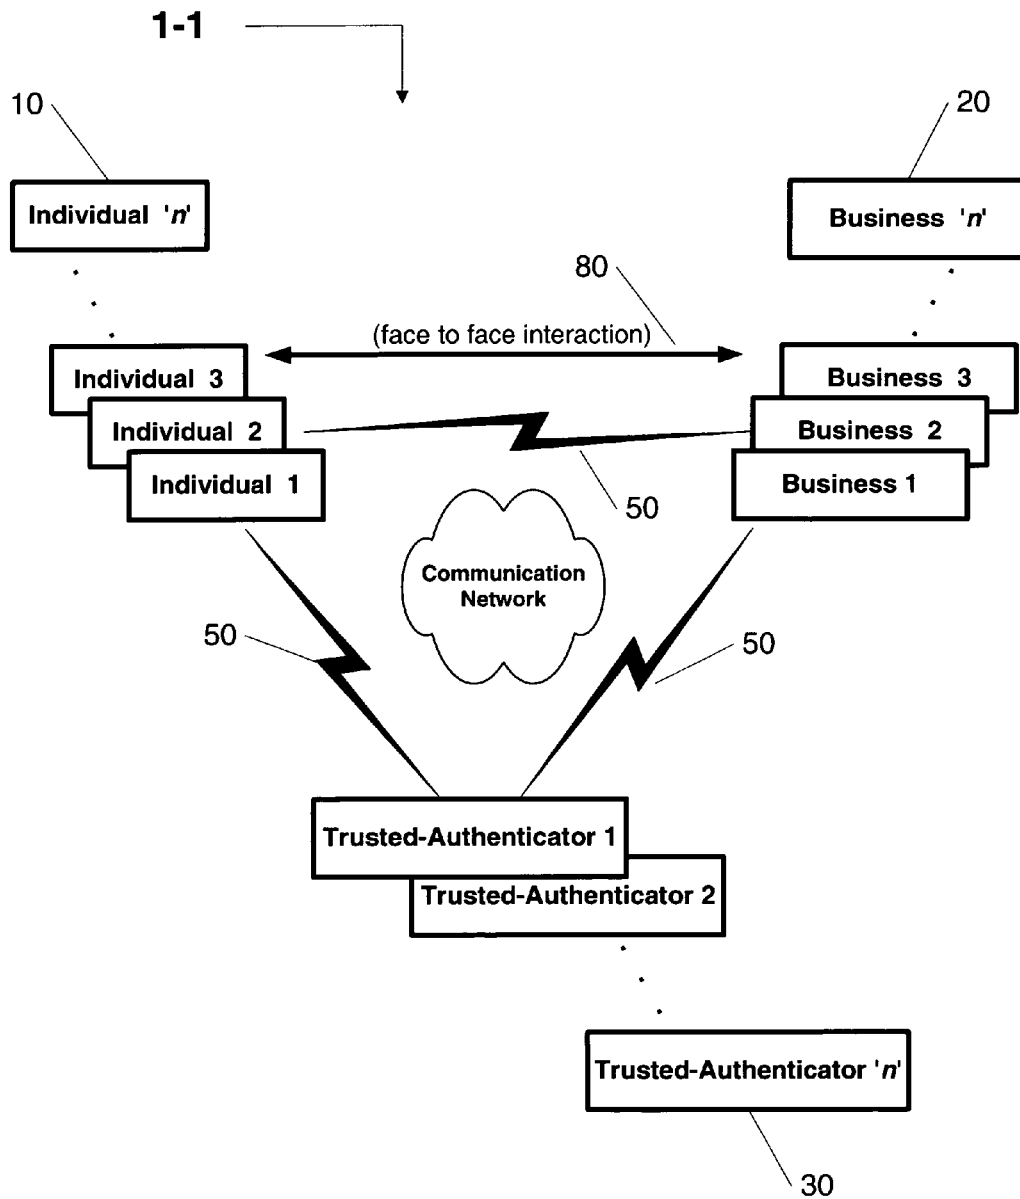 1-1
10
20
Individual 'n'
Business 'n'
80
(face to face interaction)
Individual 3
Business 3
Individual 2
Business 2
Individual 1
Business 1
50
Communication
Network
50
50
Trusted-Authenticator 1
Trusted-Authenticator 2
Trusted-Authenticator 'n'
30